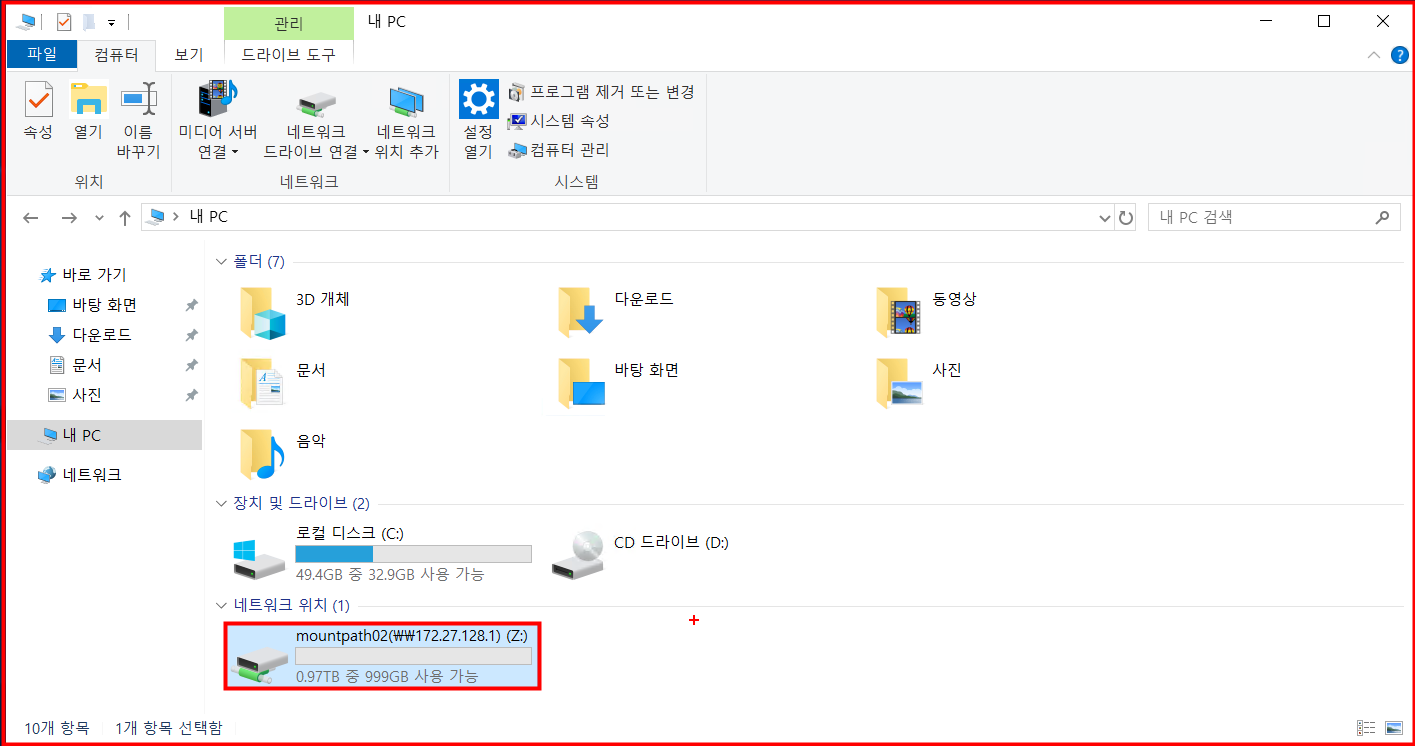 관리
내 PC
파일
컴퓨터
보기
드라이브 도구
?
속성
열기
이름
바꾸기
미디어 서버
연결
네트워크
드라이브 연결
네트워크
위치 추가
설정
열기
프로그램 제거 또는 변경
시스템 속성
컴퓨터 관리
위치
네트워크
시스템
내 PC
내 PC 검색
바로 가기
바탕 화면
다운로드
문서
사진
내 PC
네트워크
폴더 (7)
3D 개체
다운로드
동영상
문서
바탕 화면
사진
음악
장치 및 드라이브 (2)
로컬 디스크 (C:)
49.4GB 중 32.9GB 사용 가능
CD 드라이브 (D:)
네트워크 위치 (1)
mountpath02(₩₩172.27.128.1) (Z:)
0.97TB 중 999GB 사용 가능
10개 항목
1개 항목 선택함